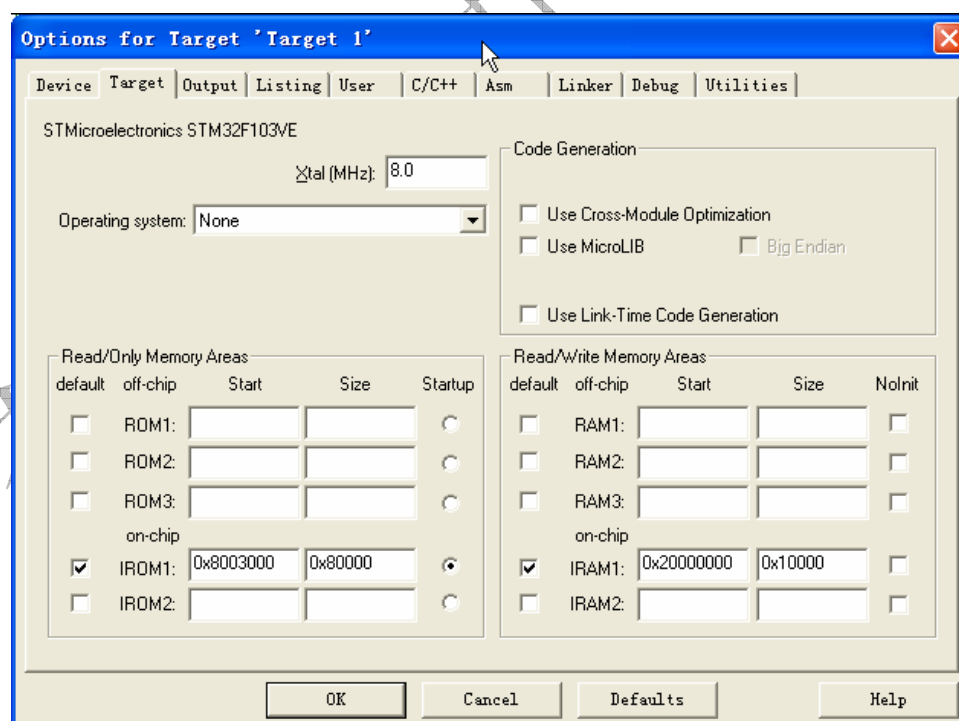 Options for Target 'Target 1'
Device Target Output Listing User C/C++ Asm Linker Debug Utilities
STMicroelectronics STM32F103VE
Xtal (MHz): 8.0
Operating system: None
Code Generation
Use Cross-Module Optimization
Use MicroLIB Big Endian
Use Link-Time Code Generation
Read/Only Memory Areas
default off-chip Start Size Startup
ROM1:
ROM2:
ROM3:
on-chip
IROM1: 0x8003000 0x80000
IROM2:
Read/Write Memory Areas
default off-chip Start Size NoInit
RAM1:
RAM2:
RAM3:
on-chip
IRAM1: 0x20000000 0x10000
IRAM2:
OK Cancel Defaults Help